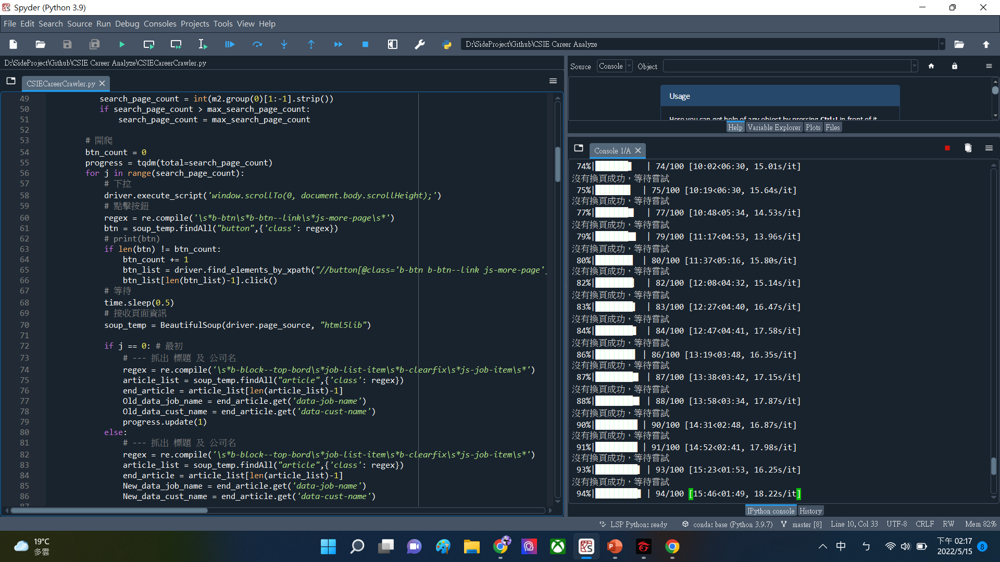 Spyder (Python 3.9)
File Edit Search Source Run Debug Consoles Projects Tools View Help
D:\SideProject\Github\CSIE Career Analyze
D:\SideProject\Github\CSIE Career Analyze\CSIECareerCrawler.py
CSIECareerCrawler.py
49 search_page_count = int(m2.group(0)[1:-1].strip())
50 if search_page_count > max_search_page_count:
51 search_page_count = max_search_page_count
52
53 # 開爬
54 btn_count = 0
55 progress = tqdm(total=search_page_count)
56 for j in range(search_page_count):
57 # 下拉
58 driver.execute_script('window.scrollTo(0, document.body.scrollHeight);')
59 # 點擊按鈕
60 regex = re.compile('\s*b-btn\s*b-btn--link\s*js-more-page\s*')
61 btn = soup_temp.findAll("button",{'class': regex})
62 # print(btn)
63 if len(btn) != btn_count:
64 btn_count += 1
65 btn_list = driver.find_elements_by_xpath("//button[@class='b-btn b-btn--link js-more-page']
66 btn_list[len(btn_list)-1].click()
67 # 等待
68 time.sleep(0.5)
69 # 接收頁面資訊
70 soup_temp = BeautifulSoup(driver.page_source, "html5lib")
71
72 if j == 0: # 最初
73 # --- 抓出 標題 及 公司名
74 regex = re.compile('\s*b-block--top-bord\s*job-list-item\s*b-clearfix\s*js-job-item\s*')
75 article_list = soup_temp.findAll("article",{'class': regex})
76 end_article = article_list[len(article_list)-1]
77 Old_data_job_name = end_article.get('data-job-name')
78 Old_data_cust_name = end_article.get('data-cust-name')
79 progress.update(1)
80 else:
81 # --- 抓出 標題 及 公司名
82 regex = re.compile('\s*b-block--top-bord\s*job-list-item\s*b-clearfix\s*js-job-item\s*')
83 article_list = soup_temp.findAll("article",{'class': regex})
84 end_article = article_list[len(article_list)-1]
85 New_data_job_name = end_article.get('data-job-name')
86 New_data_cust_name = end_article.get('data-cust-name')
Source Console Object
Usage
Here you can get help of any object by pressing Ctrl+I in front of it
Help Variable Explorer Plots Files
Console 1/A
74%| | 74/100 [10:02<06:30, 15.01s/it]
沒有換頁成功，等待嘗試
75%| | 75/100 [10:19<06:30, 15.64s/it]
沒有換頁成功，等待嘗試
77%| | 77/100 [10:48<05:34, 14.53s/it]
沒有換頁成功，等待嘗試
79%| | 79/100 [11:17<04:53, 13.96s/it]
沒有換頁成功，等待嘗試
80%| | 80/100 [11:37<05:16, 15.80s/it]
沒有換頁成功，等待嘗試
82%| | 82/100 [12:08<04:32, 15.14s/it]
沒有換頁成功，等待嘗試
83%| | 83/100 [12:27<04:40, 16.47s/it]
沒有換頁成功，等待嘗試
84%| | 84/100 [12:47<04:41, 17.58s/it]
沒有換頁成功，等待嘗試
86%| | 86/100 [13:19<03:48, 16.35s/it]
沒有換頁成功，等待嘗試
87%| | 87/100 [13:38<03:42, 17.15s/it]
沒有換頁成功，等待嘗試
88%| | 88/100 [13:58<03:34, 17.87s/it]
沒有換頁成功，等待嘗試
90%| | 90/100 [14:31<02:48, 16.87s/it]
沒有換頁成功，等待嘗試
91%| | 91/100 [14:52<02:41, 17.98s/it]
沒有換頁成功，等待嘗試
93%| | 93/100 [15:23<01:53, 16.25s/it]
沒有換頁成功，等待嘗試
94%| | 94/100 [15:46<01:49, 18.22s/it]
IPython console History
LSP Python: ready conda: base (Python 3.9.7) master [8] Line 10, Col 33 UTF-8 CRLF RW Mem 82%
19°C
多雲
中 ㄅ
下午 02:17
2022/5/15
8